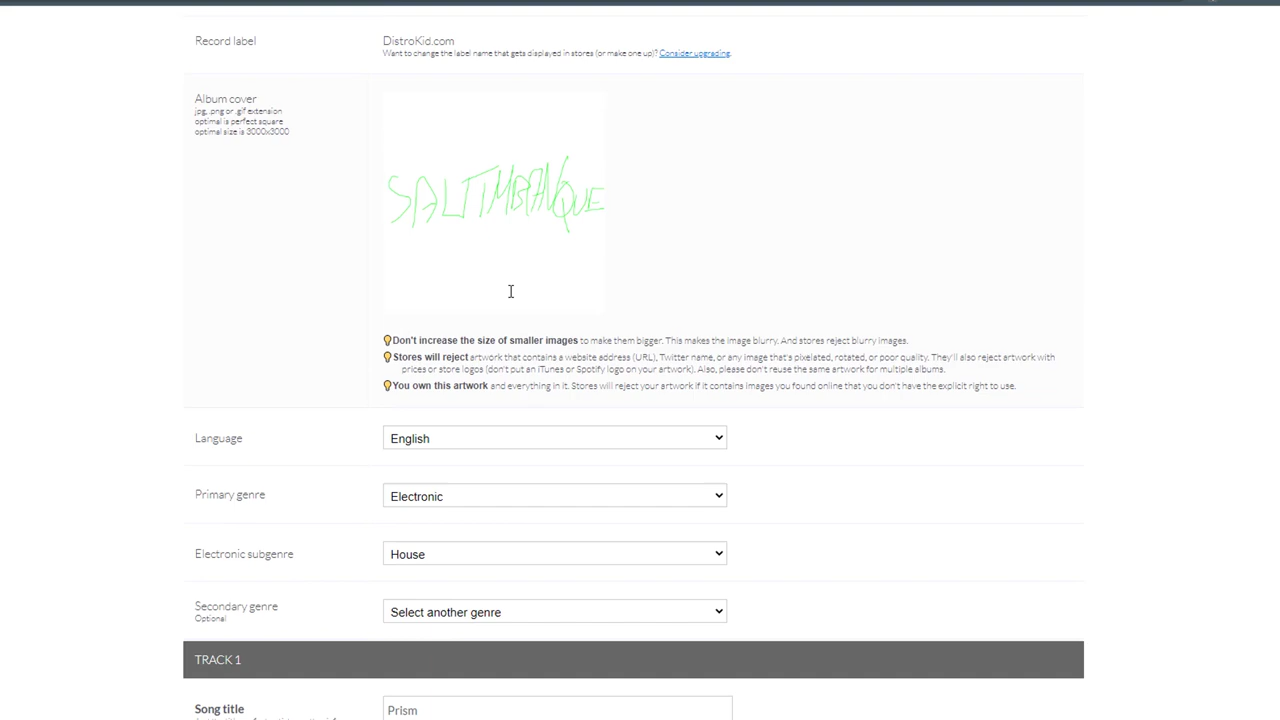 Record label
DistroKid.com
Want to change the label name that gets displayed in stores (or make one up)? Consider upgrading.
Album cover
jpg, .png or .gif extension
optimal is perfect square
optimal size is 3000x3000
SALTIMBANQUE
Don't increase the size of smaller images to make them bigger. This makes the image blurry. And stores reject blurry images.
Stores will reject artwork that contains a website address (URL), Twitter name, or any image that's pixelated, rotated, or poor quality. They'll also reject artwork with
prices or store logos (don't put an iTunes or Spotify logo on your artwork). Also, please don't reuse the same artwork for multiple albums.
You own this artwork and everything in it. Stores will reject your artwork if it contains images you found online that you don't have the explicit right to use.
Language
English
Primary genre
Electronic
Electronic subgenre
House
Secondary genre
Optional
Select another genre
TRACK 1
Song title
Prism